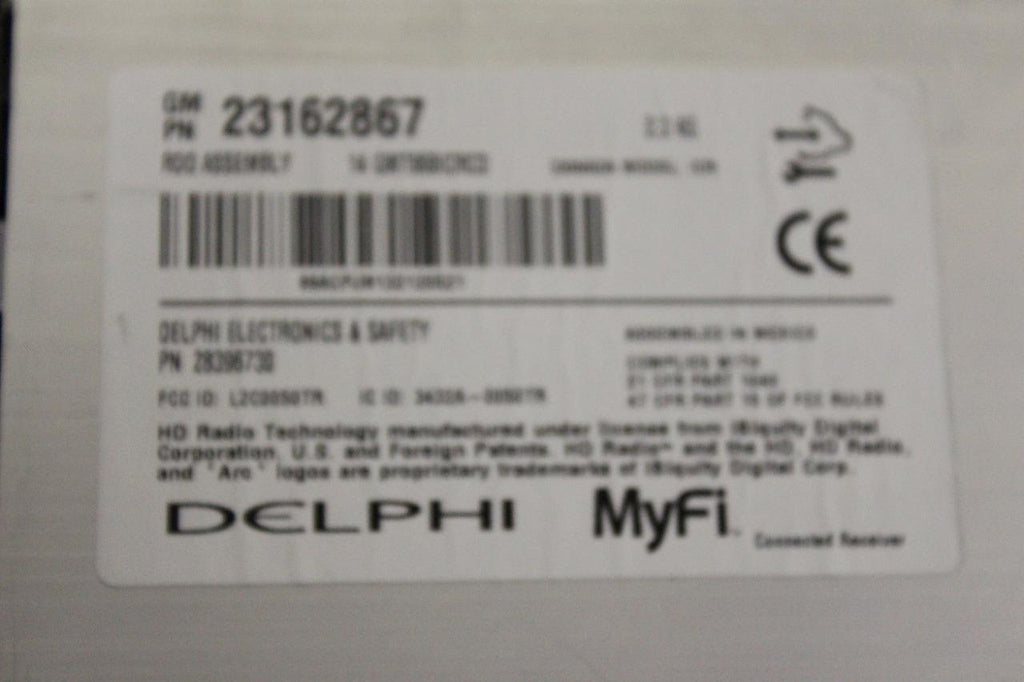 GM PN 23162867
RDO ASSEMBLY
DELPHI ELECTRONICS & SAFETY
PN 28396730
FCC ID: L2C0050TR IC ID: 3432A-0050TR
ASSEMBLED IN MEXICO
COMPLIES WITH
21 CFR PART 1040
47 CFR PART 15 OF FCC RULES
HD Radio Technology manufactured under license from iBiquity Digital
Corporation. U.S. and Foreign Patents. HD Radio™ and the HD, HD Radio,
and "Arc" logos are proprietary trademarks of iBiquity Digital Corp.
DELPHI MyFi™ Connected Receiver
CE